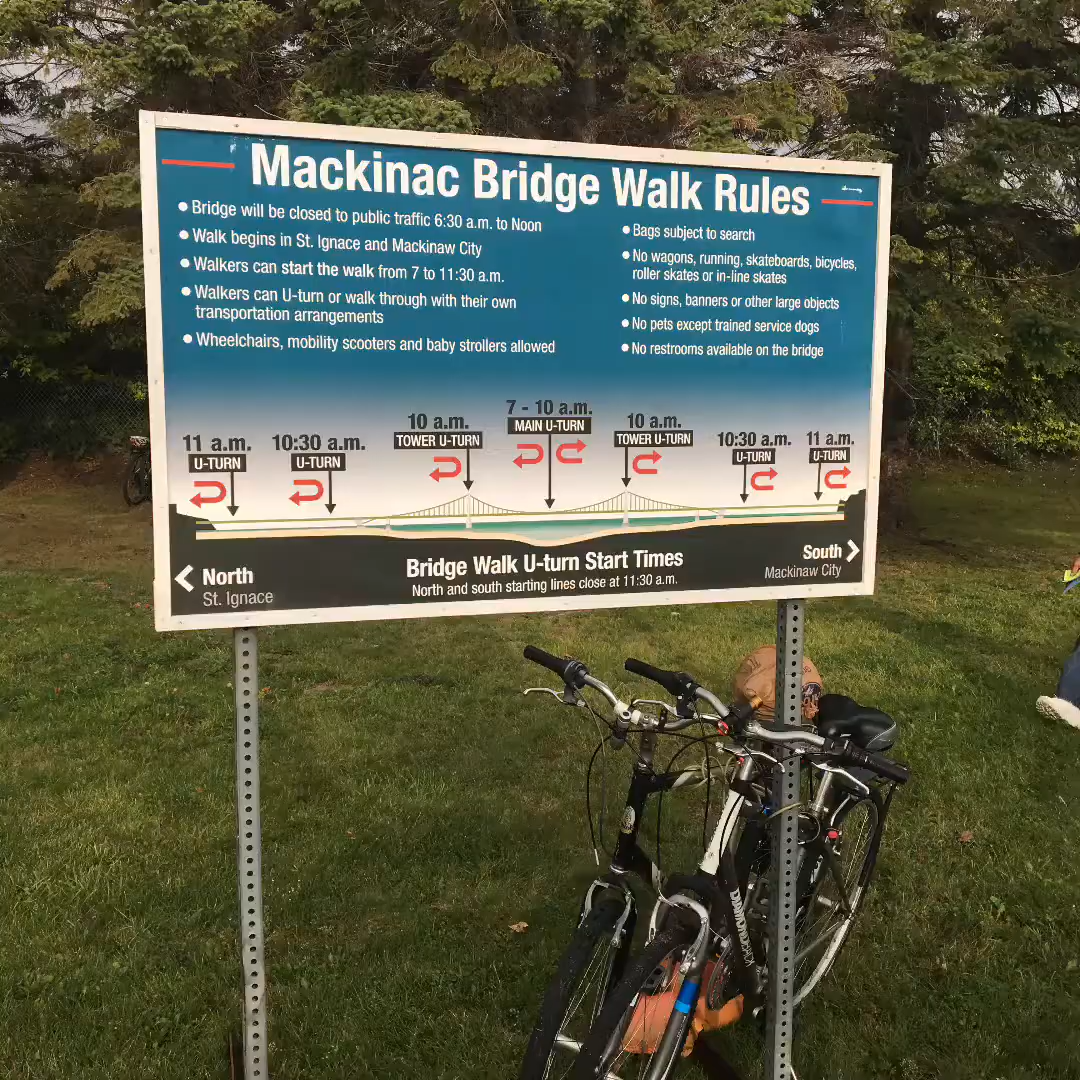 Mackinac Bridge Walk Rules
• Bridge will be closed to public traffic 6:30 a.m. to Noon
• Walk begins in St. Ignace and Mackinaw City
• Walkers can start the walk from 7 to 11:30 a.m.
• Walkers can U-turn or walk through with their own
transportation arrangements
• Wheelchairs, mobility scooters and baby strollers allowed
• Bags subject to search
• No wagons, running, skateboards, bicycles,
roller skates or in-line skates
• No signs, banners or other large objects
• No pets except trained service dogs
• No restrooms available on the bridge
11 a.m.
U-TURN
10:30 a.m.
U-TURN
10 a.m.
TOWER U-TURN
7 - 10 a.m.
MAIN U-TURN
10 a.m.
TOWER U-TURN
10:30 a.m.
U-TURN
11 a.m.
U-TURN
North
St. Ignace
Bridge Walk U-turn Start Times
North and south starting lines close at 11:30 a.m.
South
Mackinaw City